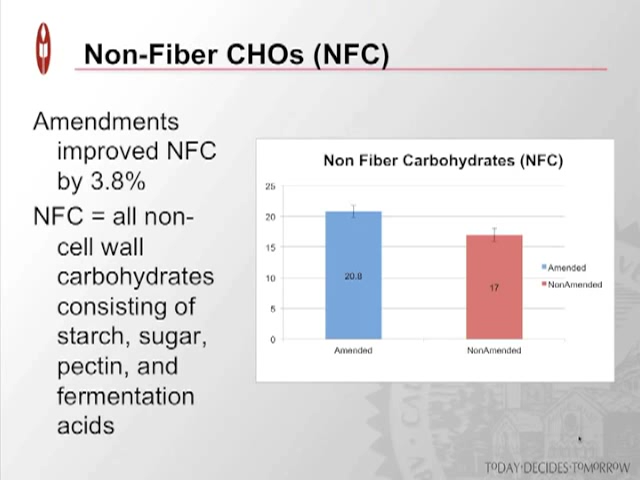 Non-Fiber CHOs (NFC)
Amendments
improved NFC
by 3.8%
NFC = all non-
cell wall
carbohydrates
consisting of
starch, sugar,
pectin, and
fermentation
acids
Non Fiber Carbohydrates (NFC)
25
20
15
10
5
0
20.8
17
Amended
NonAmended
Amended
NonAmended
TODAY·DECIDES·TOMORROW